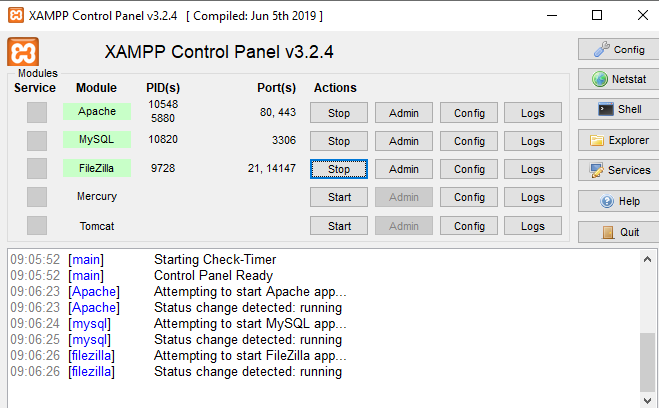 XAMPP Control Panel v3.2.4 [ Compiled: Jun 5th 2019 ]
XAMPP Control Panel v3.2.4
Config
Modules
Service Module PID(s) Port(s) Actions
Netstat
Apache 10548 5880 80, 443 Stop Admin Config Logs
Shell
MySQL 10820 3306 Stop Admin Config Logs
Explorer
FileZilla 9728 21, 14147 Stop Admin Config Logs
Services
Mercury Start Admin Config Logs
Help
Tomcat Start Admin Config Logs
Quit
09:05:52 [main] Starting Check-Timer
09:05:52 [main] Control Panel Ready
09:06:23 [Apache] Attempting to start Apache app...
09:06:23 [Apache] Status change detected: running
09:06:24 [mysql] Attempting to start MySQL app...
09:06:25 [mysql] Status change detected: running
09:06:26 [filezilla] Attempting to start FileZilla app...
09:06:26 [filezilla] Status change detected: running